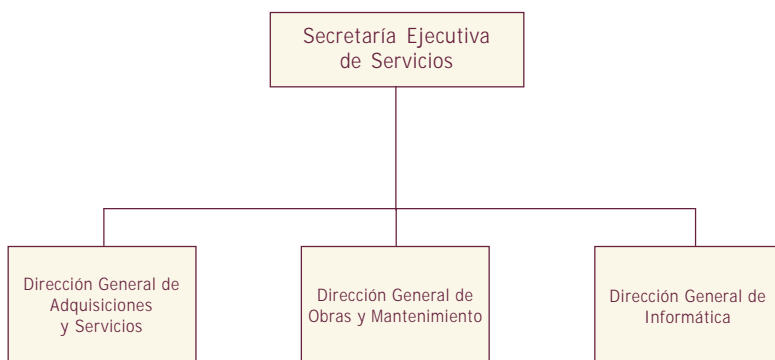 Secretaría Ejecutiva
de Servicios
Dirección General de
Adquisiciones
y Servicios
Dirección General de
Obras y Mantenimiento
Dirección General de
Informática